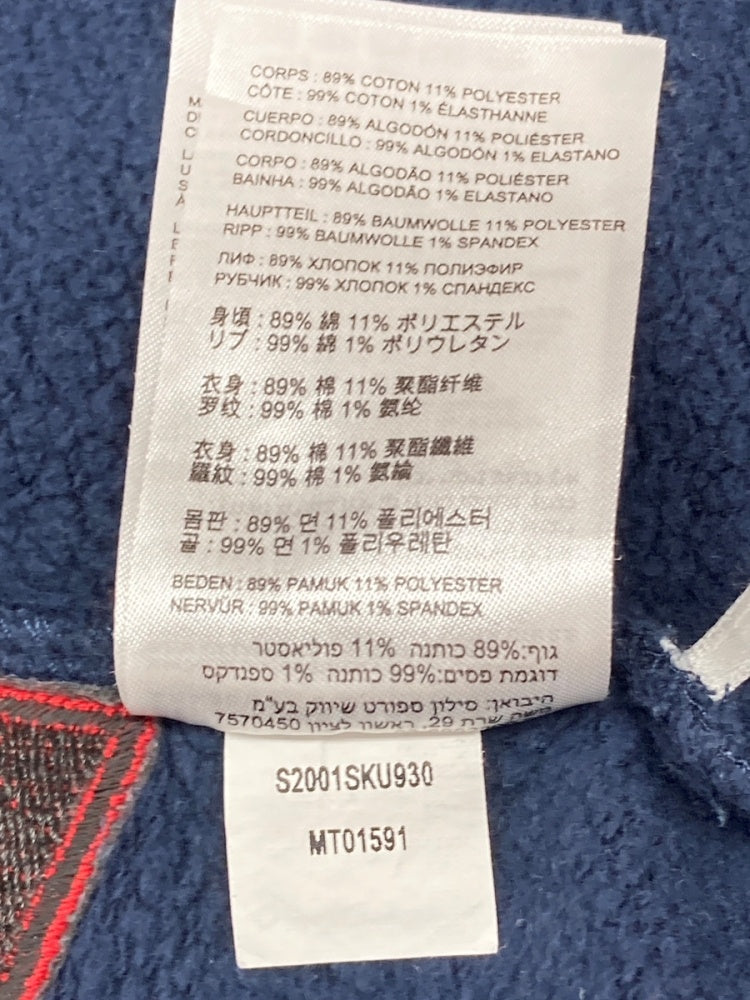 CORPS : 89% COTON 11% POLYESTER
CÔTE : 99% COTON 1% ÉLASTHANNE
CUERPO : 89% ALGODÓN 11% POLIÉSTER
CORDONCILLO : 99% ALGODÓN 1% ELASTANO
CORPO : 89% ALGODÃO 11% POLIÉSTER
BAINHA : 99% ALGODÃO 1% ELASTANO
HAUPTTEIL : 89% BAUMWOLLE 11% POLYESTER
RIPP : 99% BAUMWOLLE 1% SPANDEX
ЛИФ : 89% ХЛОПОК 11% ПОЛИЭФИР
РУБЧИК : 99% ХЛОПОК 1% СПАНДЕКС
身頃 : 89% 綿 11% ポリエステル
リブ : 99% 綿 1% ポリウレタン
衣身 : 89% 棉 11% 聚酯纤维
罗纹 : 99% 棉 1% 氨纶
衣身 : 89% 棉 11% 聚酯纖維
羅紋 : 99% 棉 1% 氨綸
몸판 : 89% 면 11% 폴리에스터
골 : 99% 면 1% 폴리우레탄
BEDEN : 89% PAMUK 11% POLYESTER
NERVÜR : 99% PAMUK 1% SPANDEX
גוף:89% כותנה 11% פוליאסטר
דוגמת פסים:99% כותנה 1% ספנדקס
היבואן: סילון ספורט שיווק בע"מ
משה שרת 29, ראשון לציון 7570450
S2001SKU930
MT01591